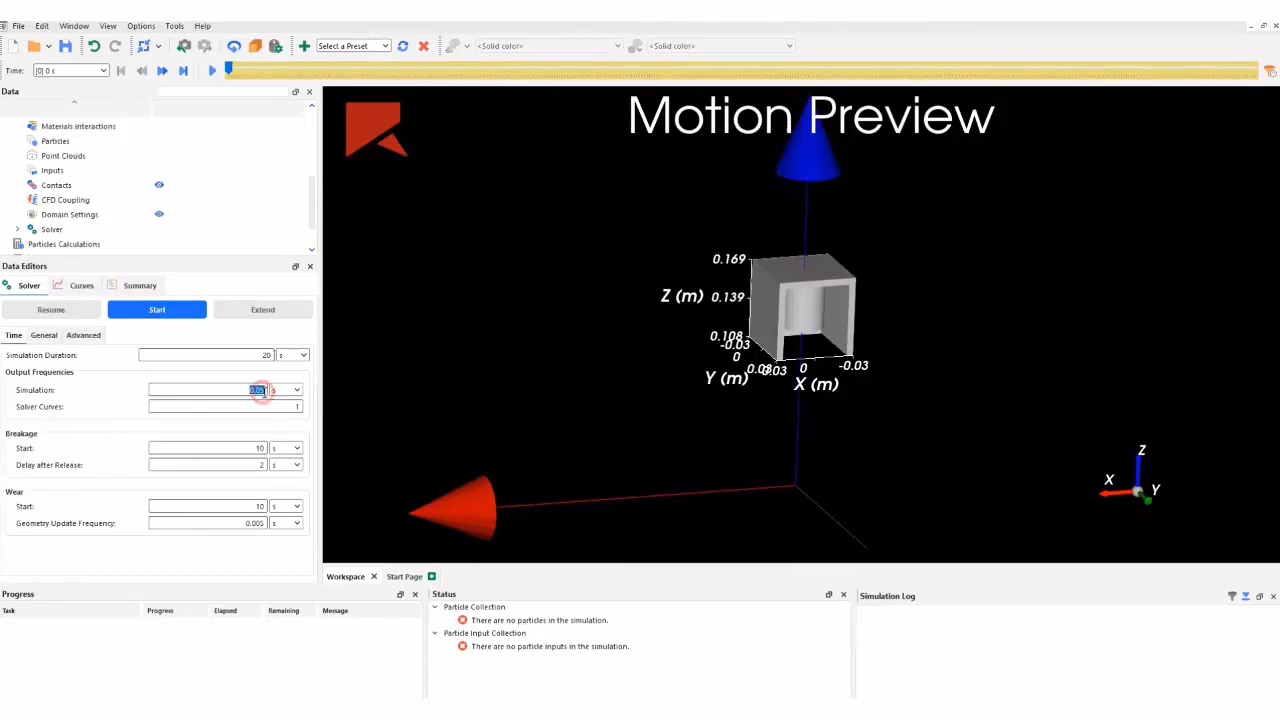 File Edit Window View Options Tools Help
Select a Preset <Solid color> <Solid color>
Time: [0] 0 s
Data
Materials Interactions
Particles
Point Clouds
Inputs
Contacts
CFD Coupling
Domain Settings
Solver
Particles Calculations
Data Editors
Solver Curves Summary
Resume Start Extend
Time General Advanced
Simulation Duration: 20 s
Output Frequencies
Simulation: 0.05 s
Solver Curves: 1
Breakage
Start: 10 s
Delay after Release: 2 s
Wear
Start: 10 s
Geometry Update Frequency: 0.005 s
Motion Preview
0.169
Z (m) 0.139
0.108
-0.03
0
Y (m)
0.03 0 -0.03
X (m)
Z
X
Y
Workspace Start Page
Progress
Task Progress Elapsed Remaining Message
Status
Particle Collection
There are no particles in the simulation.
Particle Input Collection
There are no particle inputs in the simulation.
Simulation Log